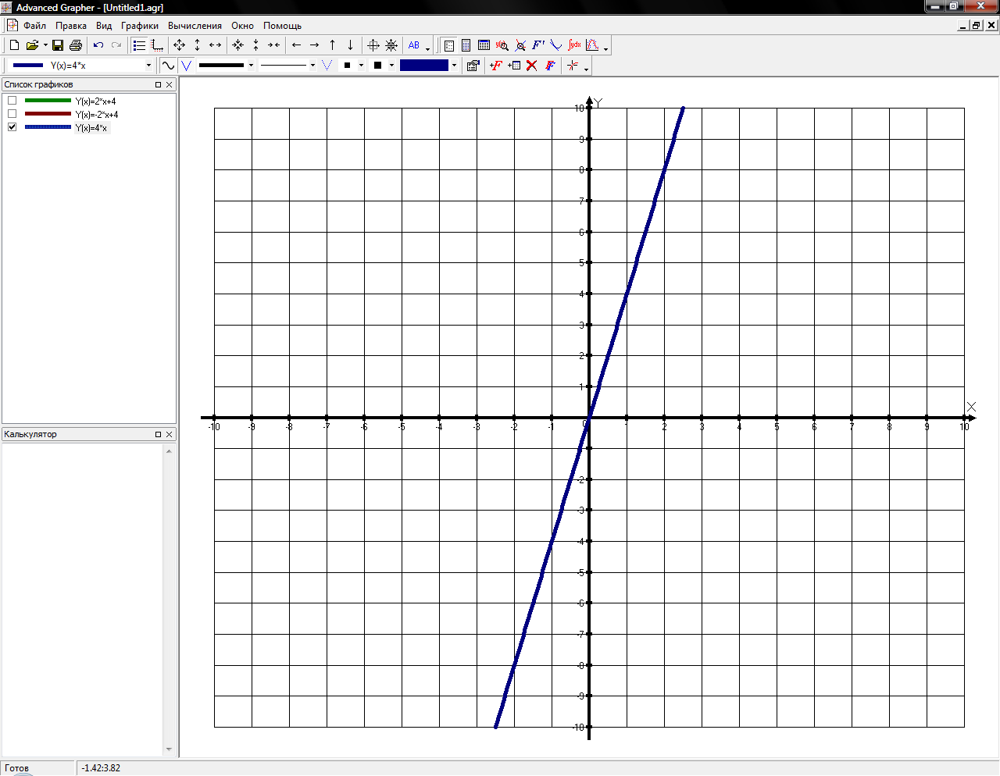 Advanced Grapher - [Untitled1.agr]
Файл Правка Вид Графики Вычисления Окно Помощь
AB F' ∫ydx
Y(x)=4*x +F F
Список графиков
Y(x)=2*x+4
Y(x)=-2*x+4
Y(x)=4*x
Калькулятор
Y
10
9
8
7
6
5
4
3
2
1
X
-10 -9 -8 -7 -6 -5 -4 -3 -2 -1 0 2 3 4 5 6 7 8 9 10
-2
-3
-4
-5
-6
-7
-8
-9
-10
Готов -1.42:3.82